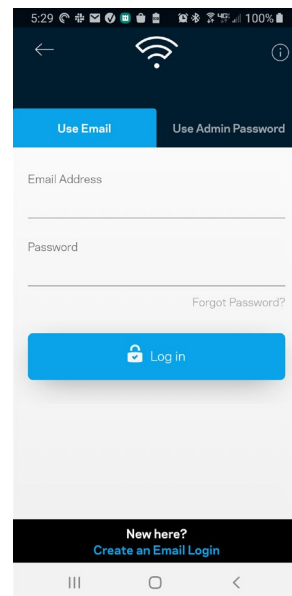 5:29 100%
Use Email Use Admin Password
Email Address
Password
Forgot Password?
Log in
New here?
Create an Email Login